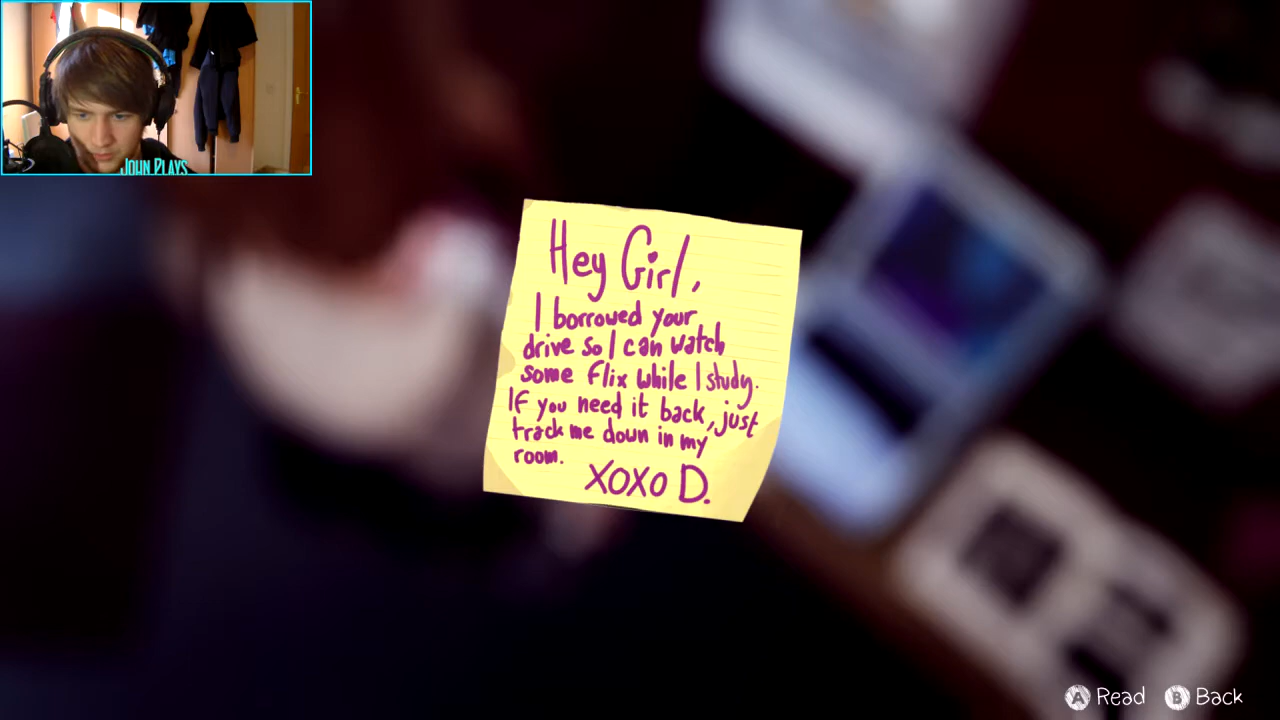 JOHN PLAYS
Hey Girl,
I borrowed your
drive so I can watch
some Flix while I study.
IF you need it back, just
track me down in my
room.
XOXO D.
A Read B Back